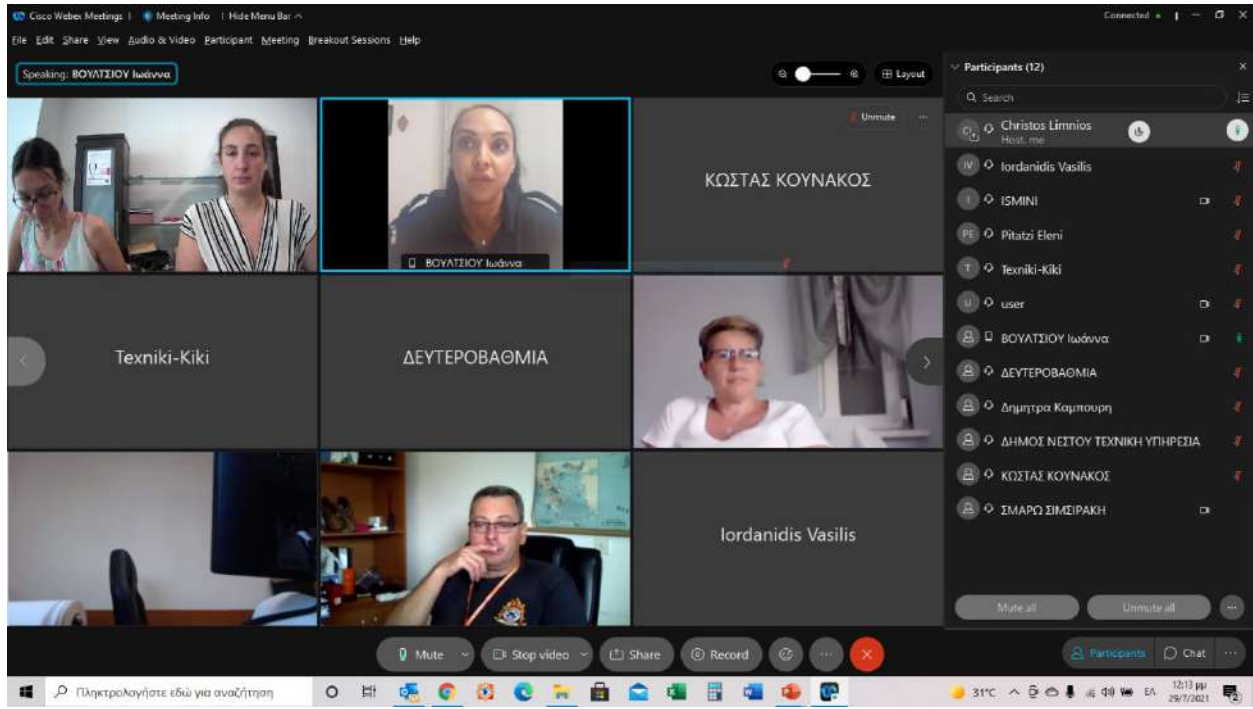 Cisco Webex Meetings | Meeting Info | Hide Menu Bar
Connected
File Edit Share View Audio & Video Participant Meeting Breakout Sessions Help
Speaking: ΒΟΥΛΤΣΙΟΥ Ιωάννα
Layout
Participants (12)
Search
Unmute
ΒΟΥΛΤΣΙΟΥ Ιωάννα
ΚΩΣΤΑΣ ΚΟΥΝΑΚΟΣ
Texniki-Kiki
ΔΕΥΤΕΡΟΒΑΘΜΙΑ
Iordanidis Vasilis
CL Christos Limnios
Host, me
IV Iordanidis Vasilis
I ISMINI
PE Pitatzi Eleni
T Texniki-Kiki
U user
ΒΟΥΛΤΣΙΟΥ Ιωάννα
ΔΕΥΤΕΡΟΒΑΘΜΙΑ
Δημητρα Καμπουρη
ΔΗΜΟΣ ΝΕΣΤΟΥ ΤΕΧΝΙΚΗ ΥΠΗΡΕΣΙΑ
ΚΩΣΤΑΣ ΚΟΥΝΑΚΟΣ
ΣΜΑΡΩ ΣΙΜΣΙΡΑΚΗ
Mute all Unmute all
Mute Stop video Share Record
Participants Chat
Πληκτρολογήστε εδώ για αναζήτηση
31°C ΕΛ 12:13 μμ
29/7/2021